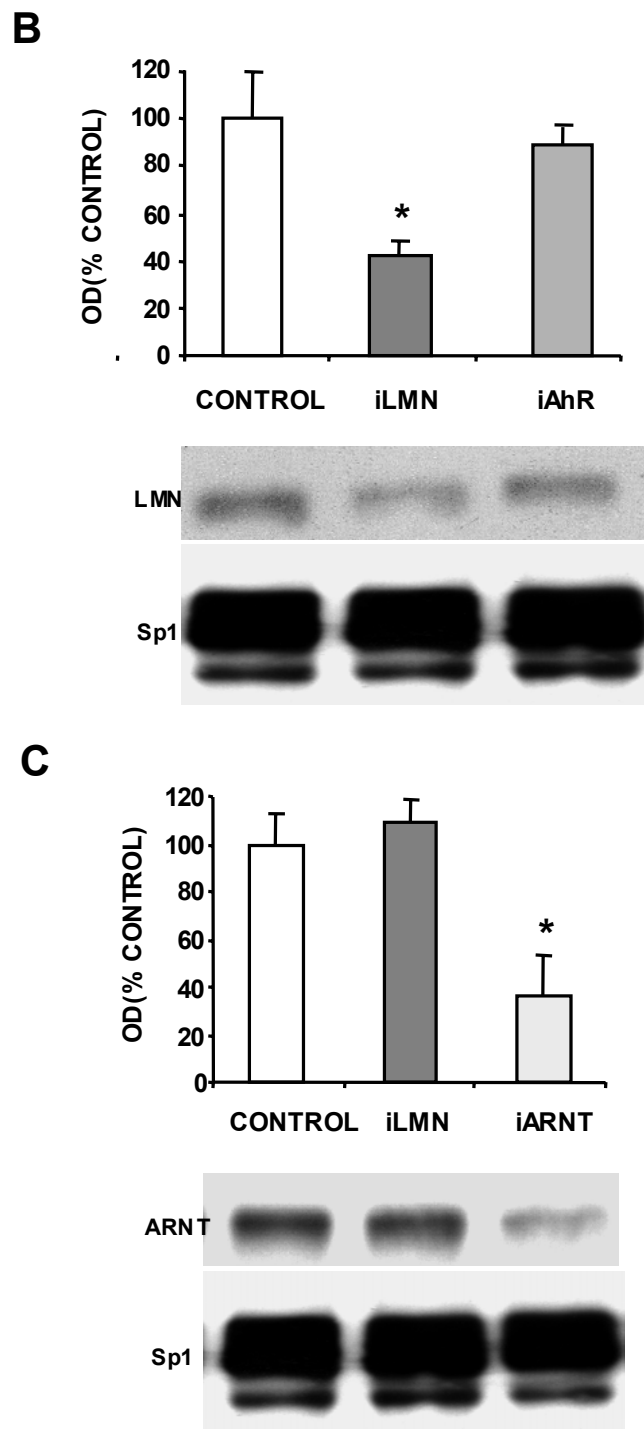 B
OD(% CONTROL)
120
100
80
60
40
20
0
*
CONTROL iLMN iAhR
LMN
Sp1
C
OD(% CONTROL)
120
100
80
60
40
20
0
*
CONTROL iLMN iARNT
ARNT
Sp1